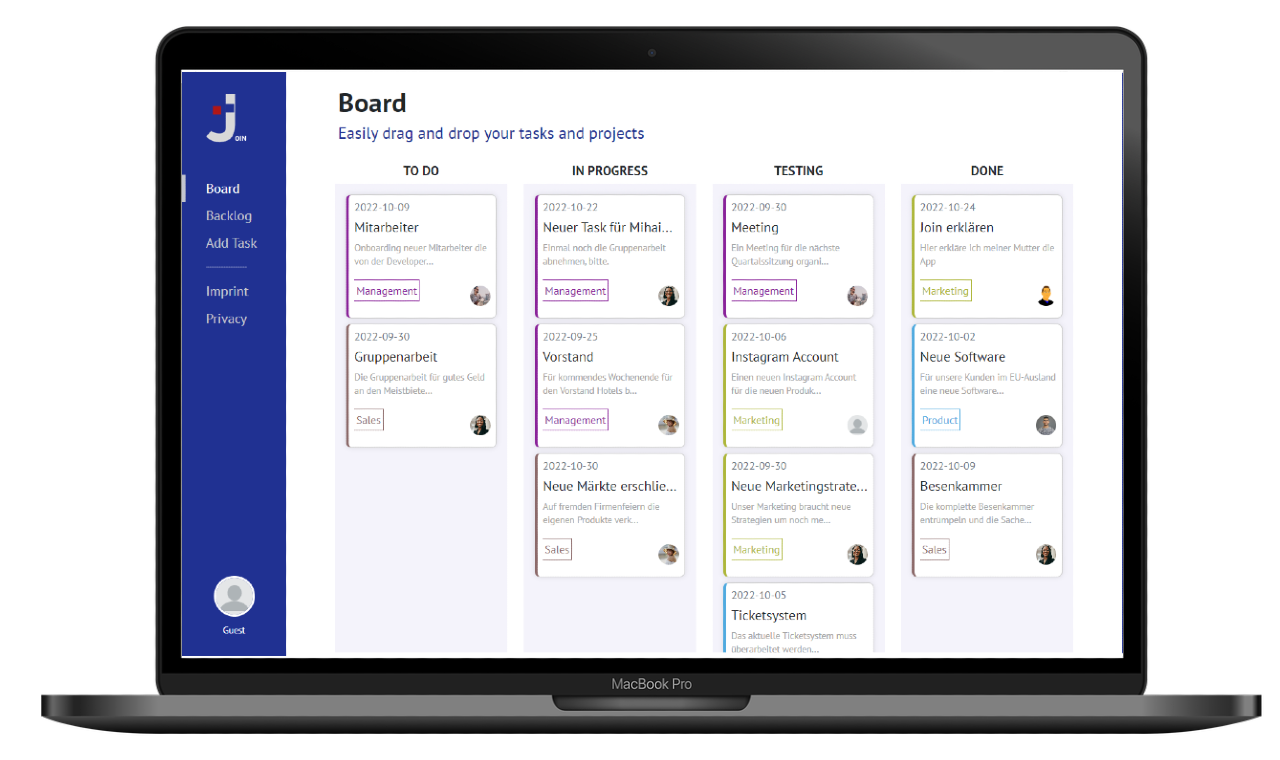 OIN
Board
Backlog
Add Task
Imprint
Privacy
Guest
Board
Easily drag and drop your tasks and projects
TO DO
2022-10-09
Mitarbeiter
Onboarding neuer Mitarbeiter die
von der Developer...
Management
2022-09-30
Gruppenarbeit
Die Gruppenarbeit für gutes Geld
an den Meistbiete...
Sales
IN PROGRESS
2022-10-22
Neuer Task für Mihai...
Einmal noch die Gruppenarbeit
abnehmen, bitte.
Management
2022-09-25
Vorstand
Für kommendes Wochenende für
den Vorstand Hotels b...
Management
2022-10-30
Neue Märkte erschlie...
Auf fremden Firmenfeiern die
eigenen Produkte verk...
Sales
TESTING
2022-09-30
Meeting
Ein Meeting für die nächste
Quartalssitzung organi...
Management
2022-10-06
Instagram Account
Einen neuen Instagram Account
für die neuen Produk...
Marketing
2022-09-30
Neue Marketingstrate...
Unser Marketing braucht neue
Strategien um noch me...
Marketing
2022-10-05
Ticketsystem
Das aktuelle Ticketsystem muss
überarbeitet werden...
DONE
2022-10-24
Join erklären
Hier erkläre ich meiner Mutter die
App
Marketing
2022-10-02
Neue Software
Für unsere Kunden im EU-Ausland
eine neue Software...
Product
2022-10-09
Besenkammer
Die komplette Besenkammer
entrumpeln und die Sache...
Sales
MacBook Pro